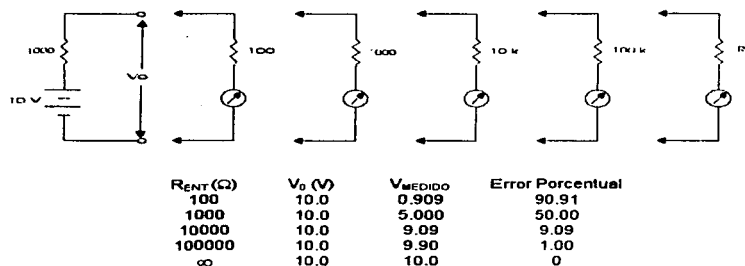 1000
10 V
V0
100
1000
10 k
100 k
R
RENT(Ω) V0 (V) VMEDIDO Error Porcentual
100 10.0 0.909 90.91
1000 10.0 5.000 50.00
10000 10.0 9.09 9.09
100000 10.0 9.90 1.00
∞ 10.0 10.0 0